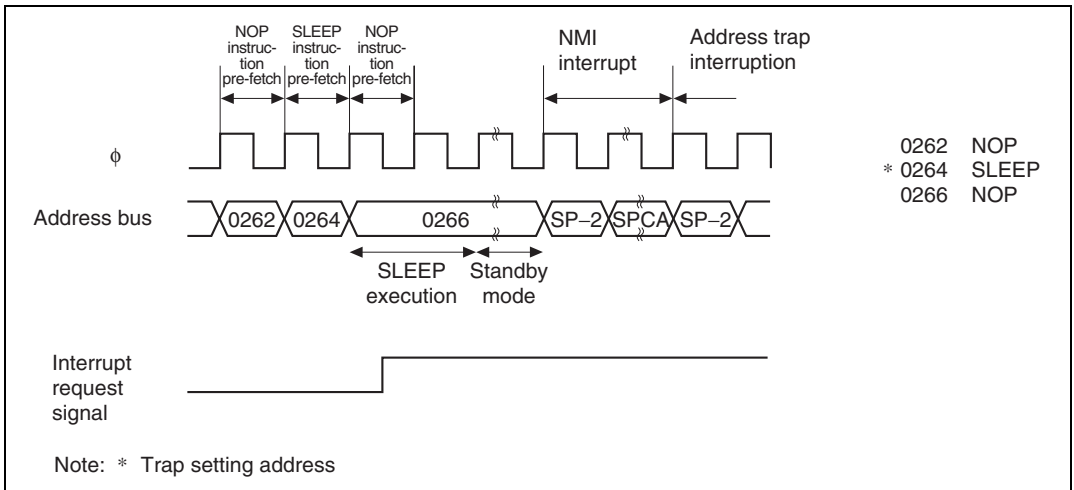 NOP
instruc-
tion
pre-fetch
SLEEP
instruc-
tion
pre-fetch
NOP
instruc-
tion
pre-fetch
NMI
interrupt
Address trap
interruption
φ
0262 NOP
* 0264 SLEEP
0266 NOP
Address bus
0262
0264
0266
SP–2
SPCA
SP–2
SLEEP
execution
Standby
mode
Interrupt
request
signal
Note: * Trap setting address